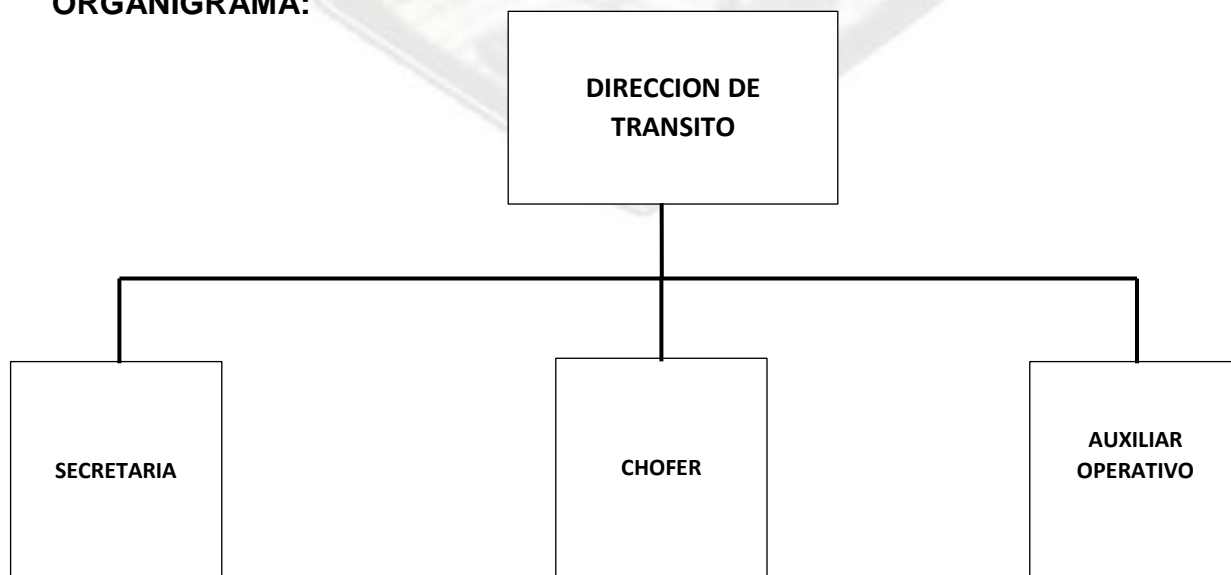 ORGANIGRAMA:
DIRECCION DE
TRANSITO
SECRETARIA
CHOFER
AUXILIAR
OPERATIVO